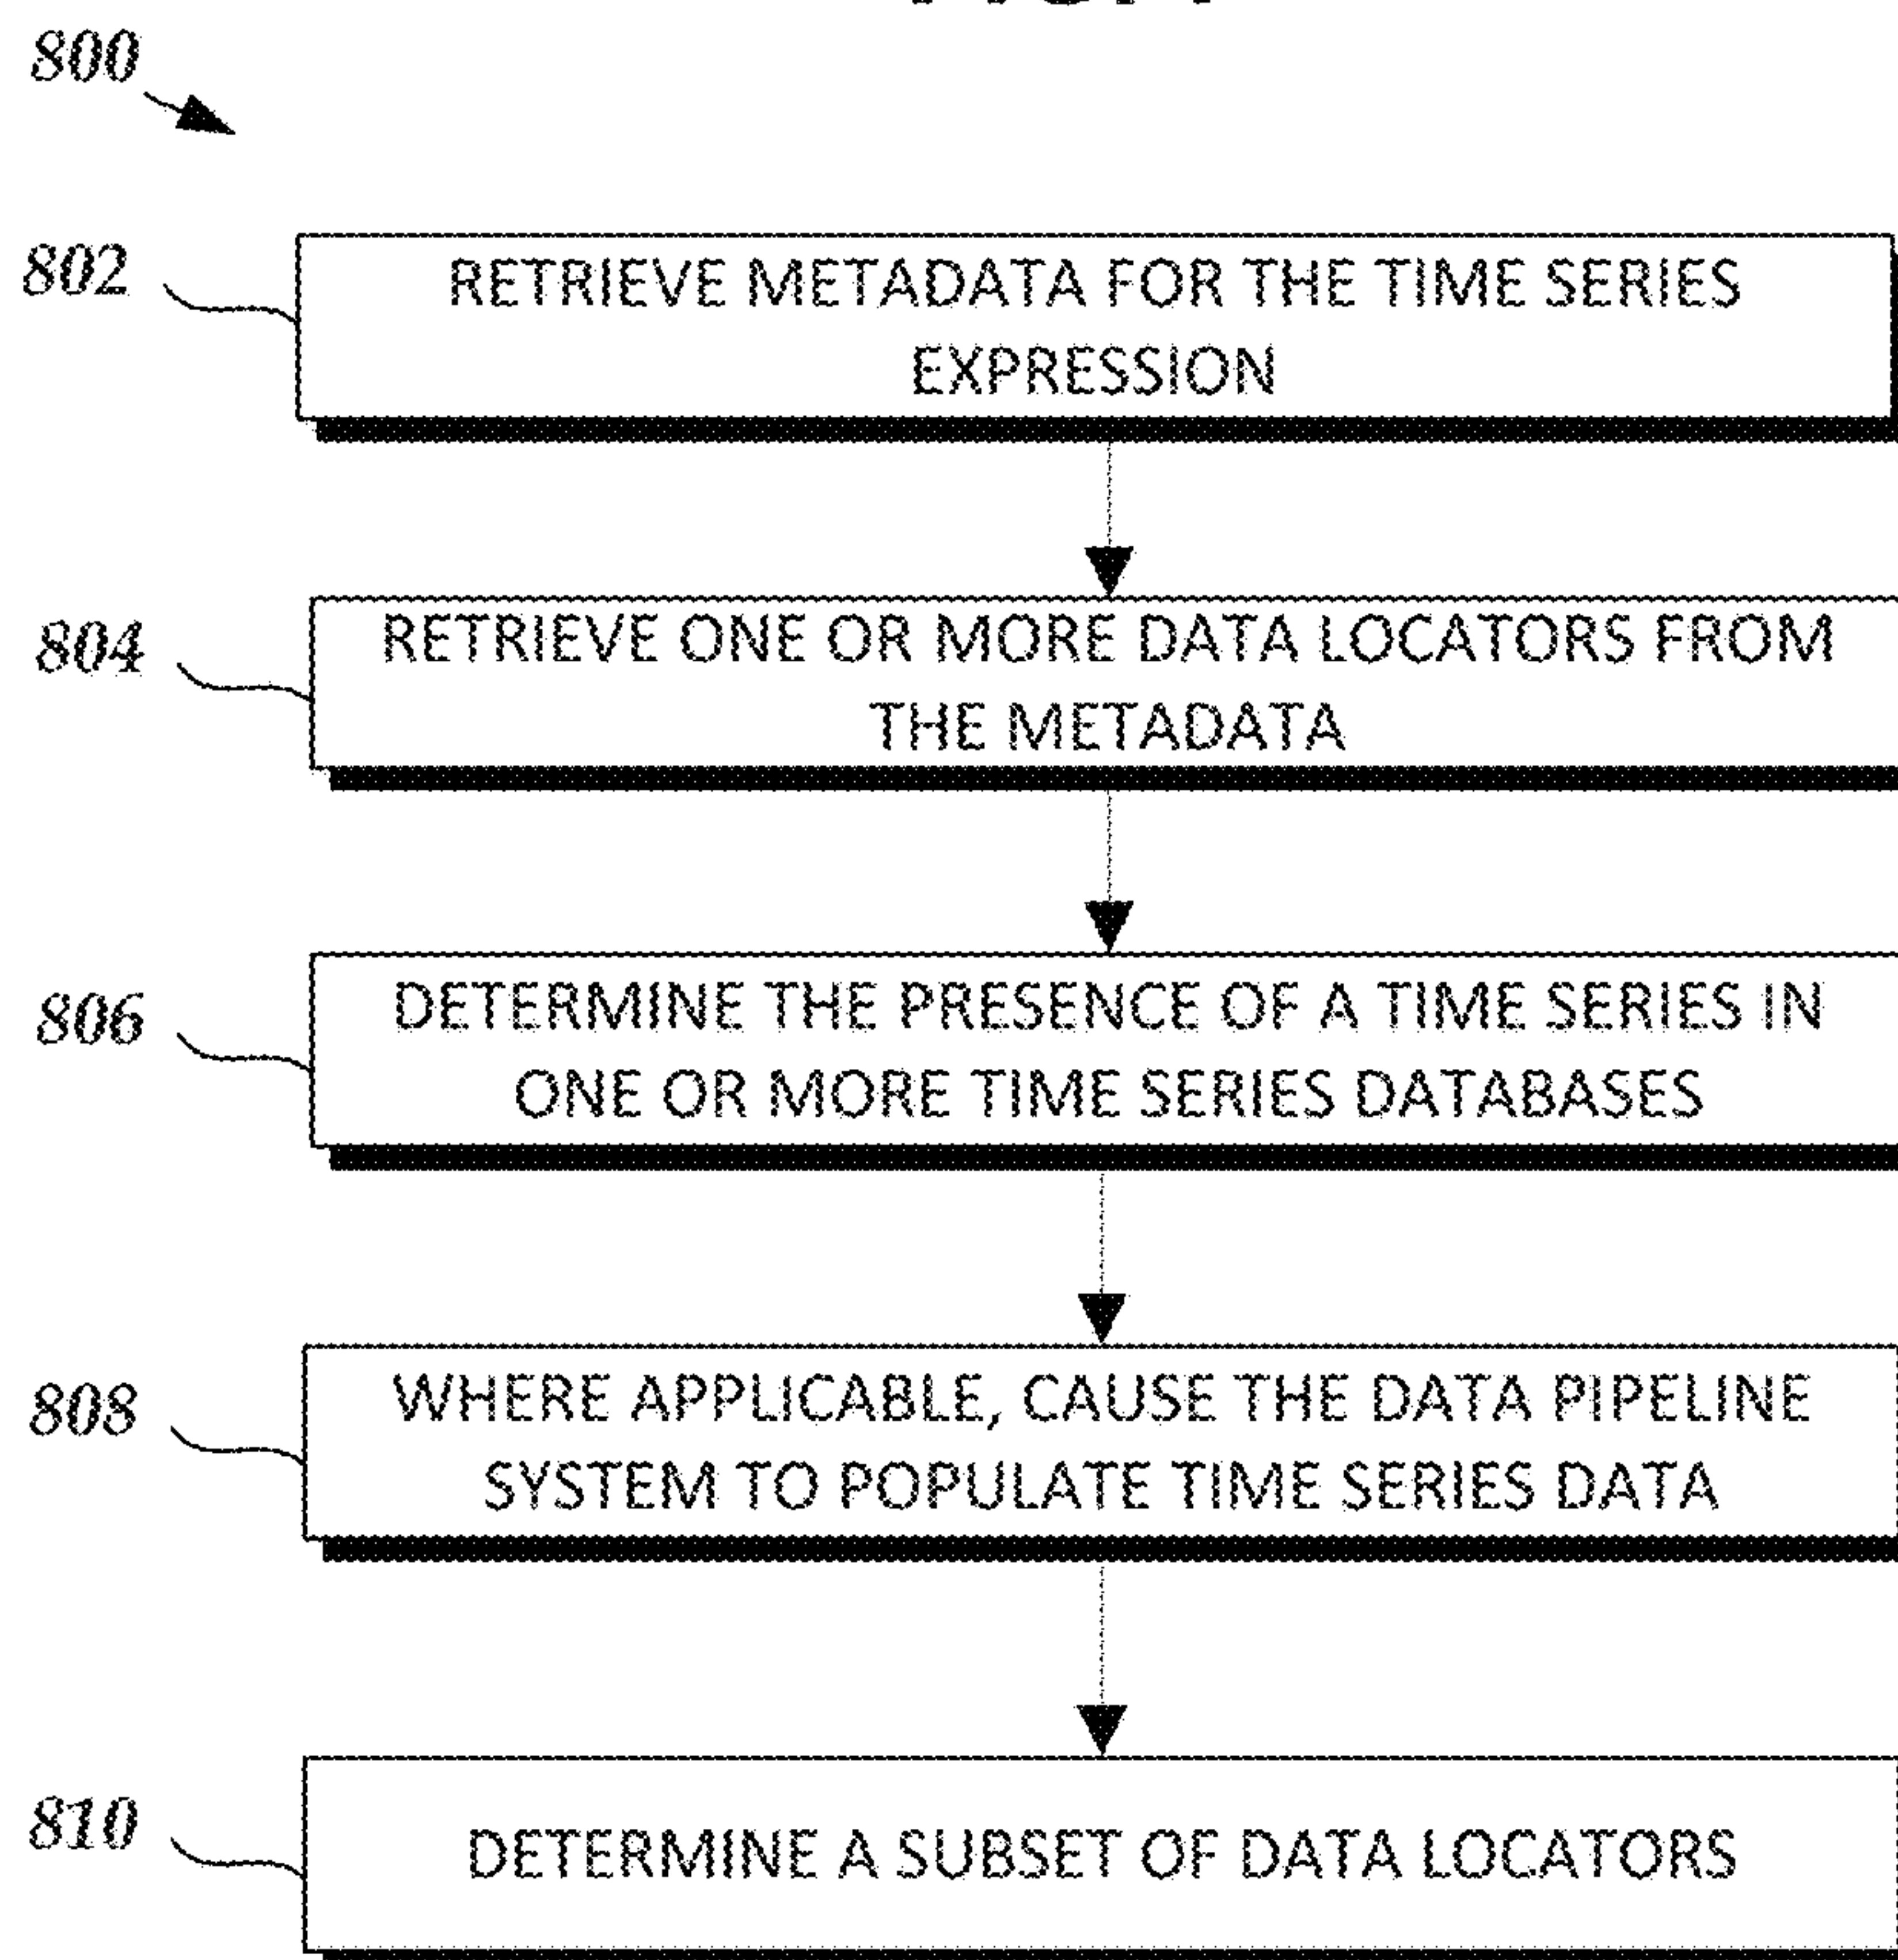 800
802
RETRIEVE METADATA FOR THE TIME SERIES
EXPRESSION
804
RETRIEVE ONE OR MORE DATA LOCATORS FROM
THE METADATA
806
DETERMINE THE PRESENCE OF A TIME SERIES IN
ONE OR MORE TIME SERIES DATABASES
808
WHERE APPLICABLE, CAUSE THE DATA PIPELINE
SYSTEM TO POPULATE TIME SERIES DATA
810
DETERMINE A SUBSET OF DATA LOCATORS